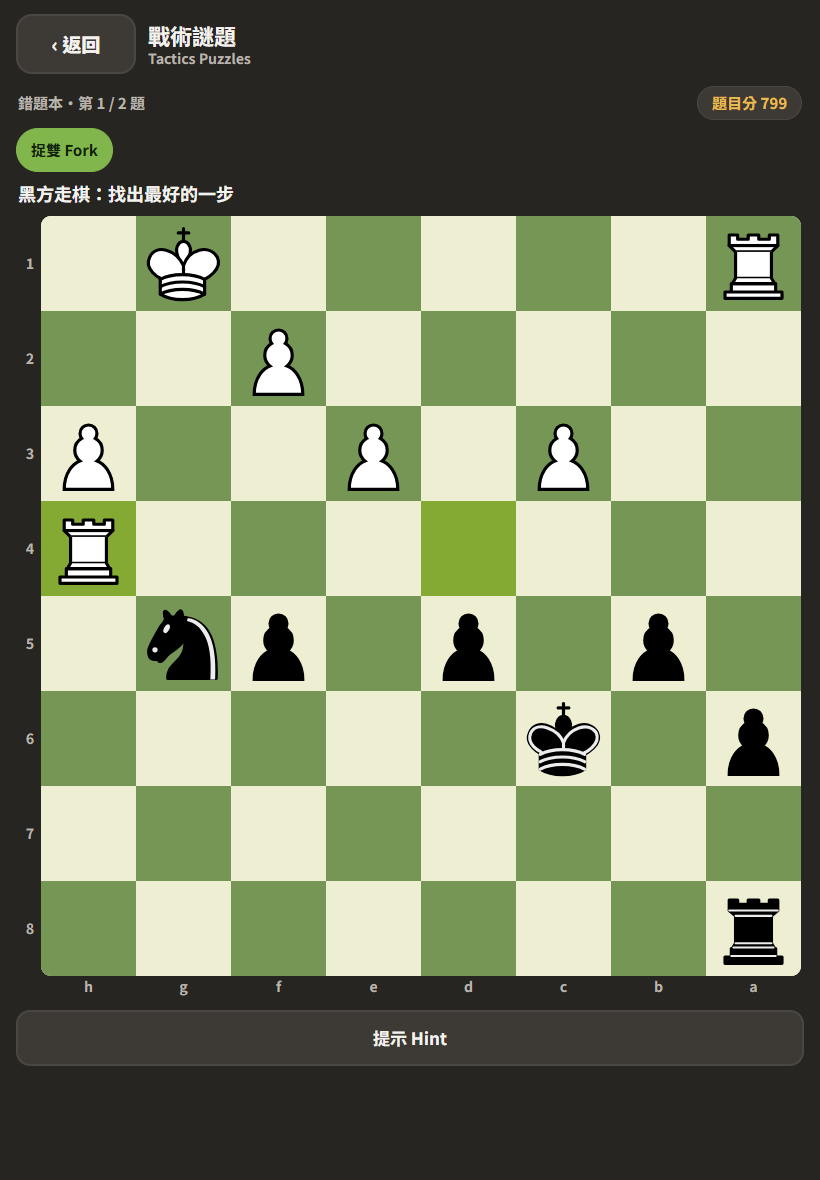 ‹ 返回
戰術謎題
Tactics Puzzles
錯題本・第 1 / 2 題
題目分 799
捉雙 Fork
黑方走棋：找出最好的一步
1
2
3
4
5
6
7
8
h g f e d c b a
提示 Hint